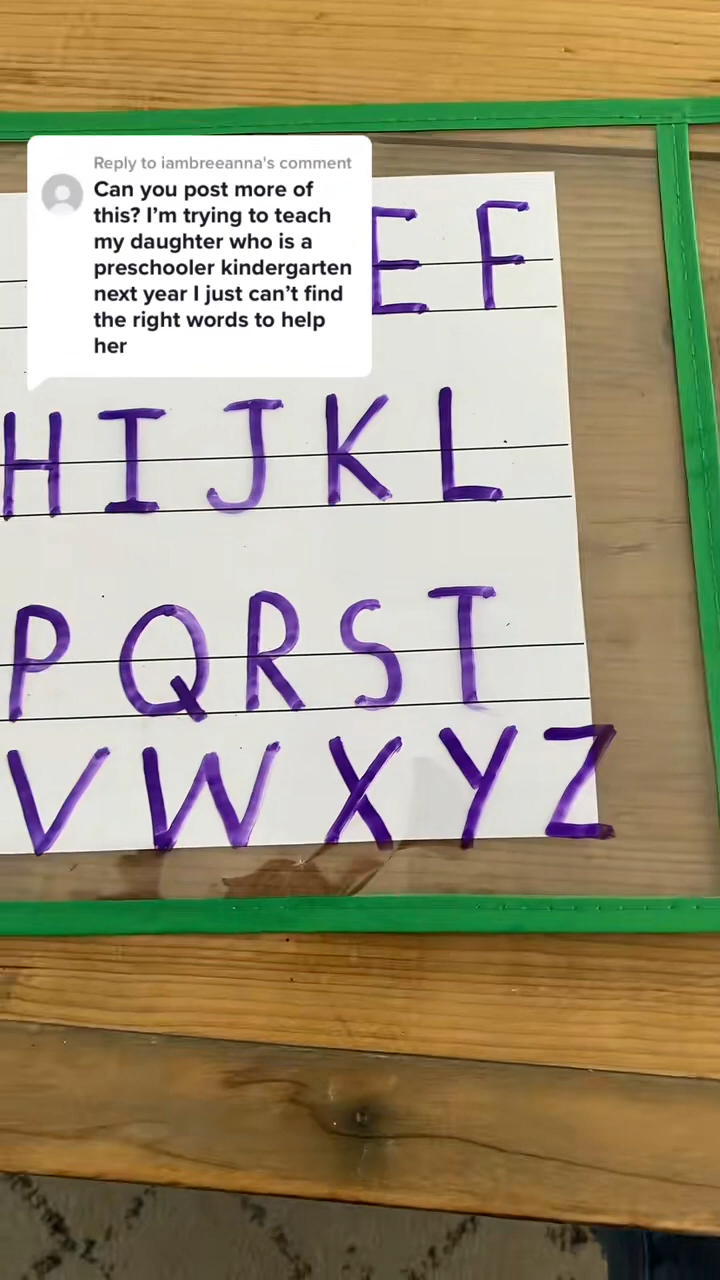 Reply to iambreeanna's comment
Can you post more of
this? I’m trying to teach
my daughter who is a
preschooler kindergarten
next year I just can’t find
the right words to help
her
E F
H I J K L
P Q R S T
V W X Y Z